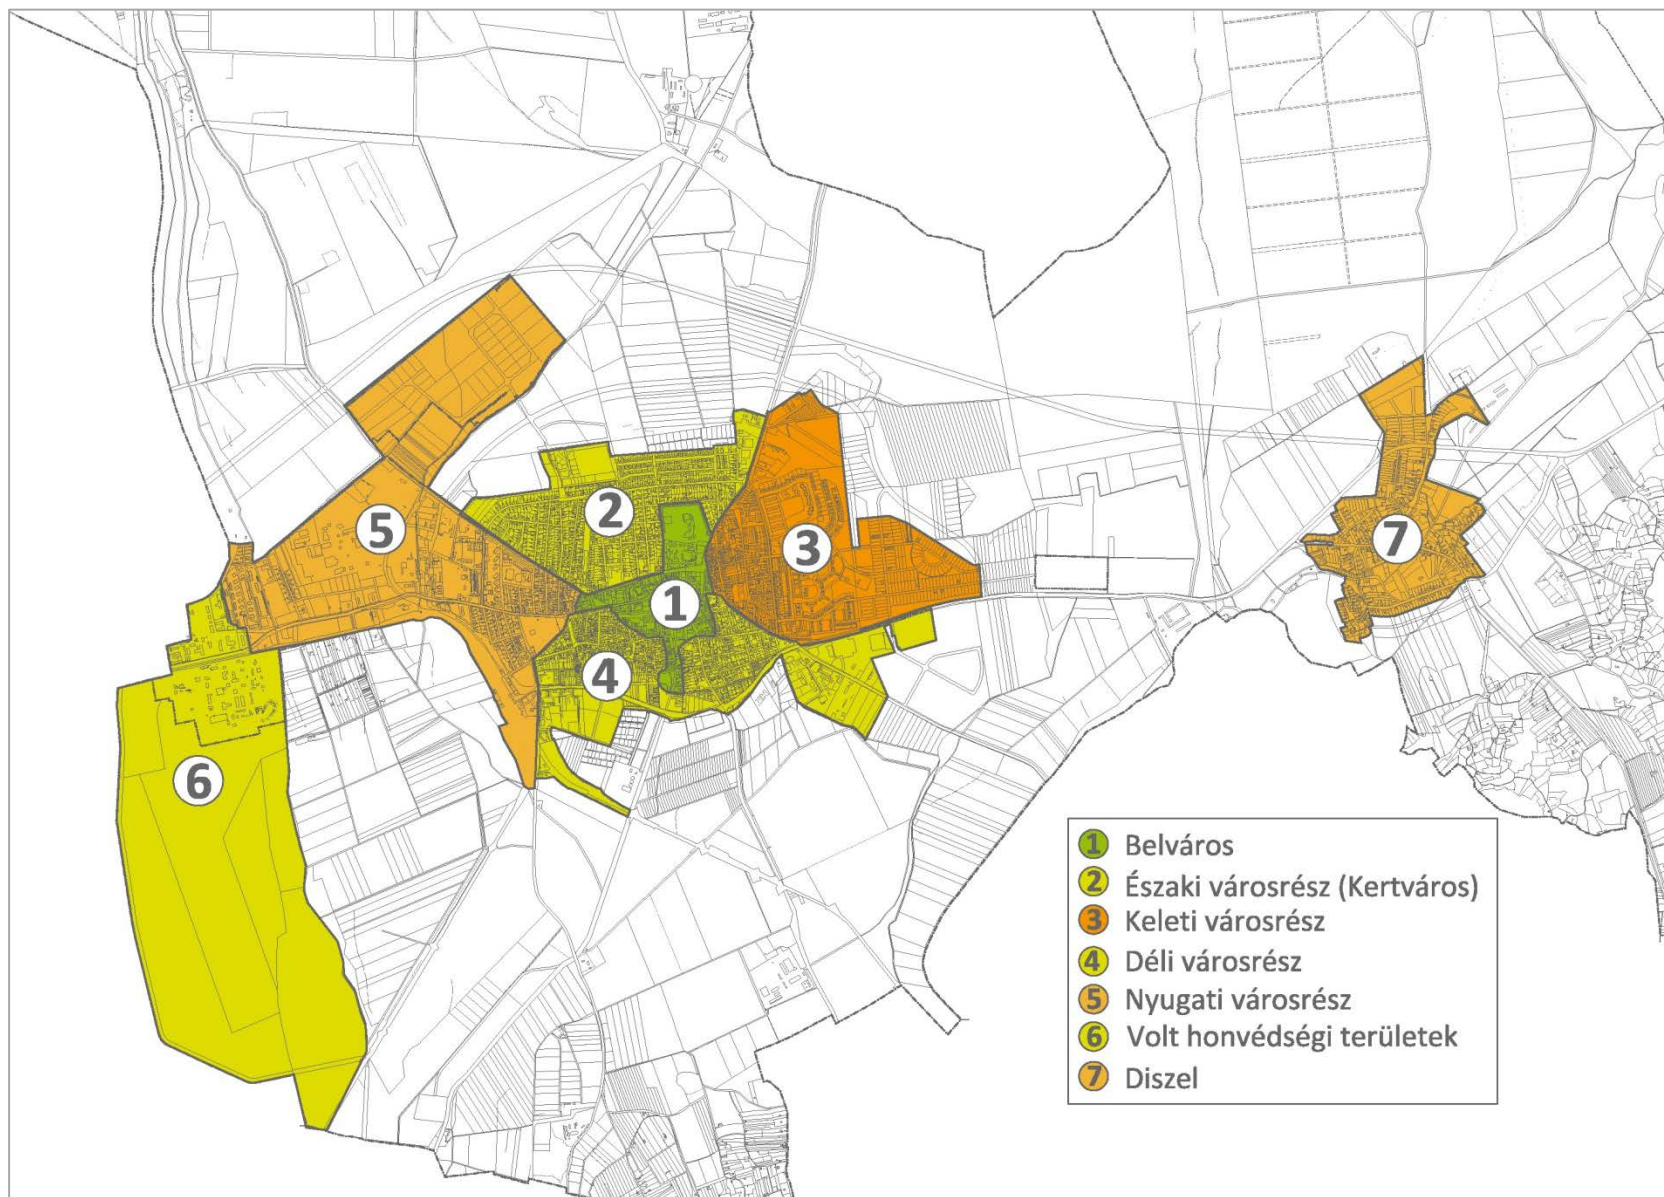 2
5
3
7
1
4
6
1 Belváros
2 Északi városrész (Kertváros)
3 Keleti városrész
4 Déli városrész
5 Nyugati városrész
6 Volt honvédségi területek
7 Diszel